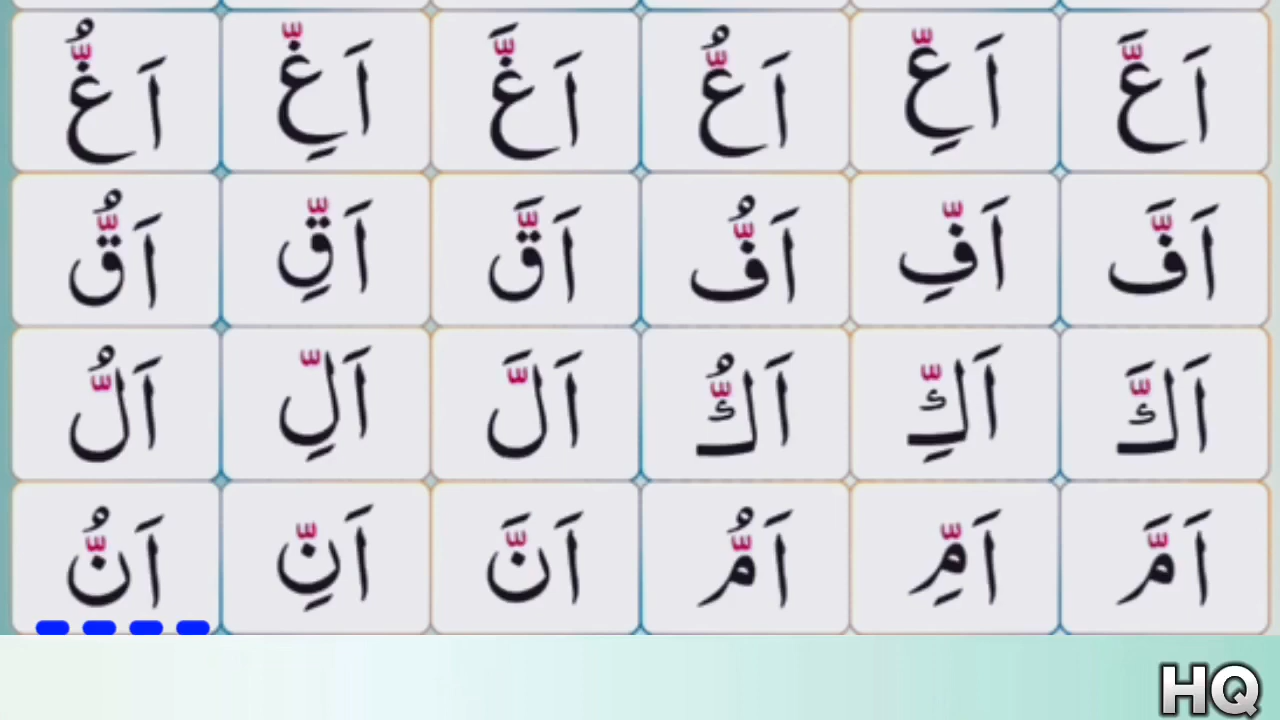 اَعَّ اَعِّ اَعُّ اَغَّ اَغِّ اَغُّ
اَفَّ اَفِّ اَفُّ اَقَّ اَقِّ اَقُّ
اَكَّ اَكِّ اَكُّ اَلَّ اَلِّ اَلُّ
اَمَّ اَمِّ اَمُّ اَنَّ اَنِّ اَنُّ
HQ